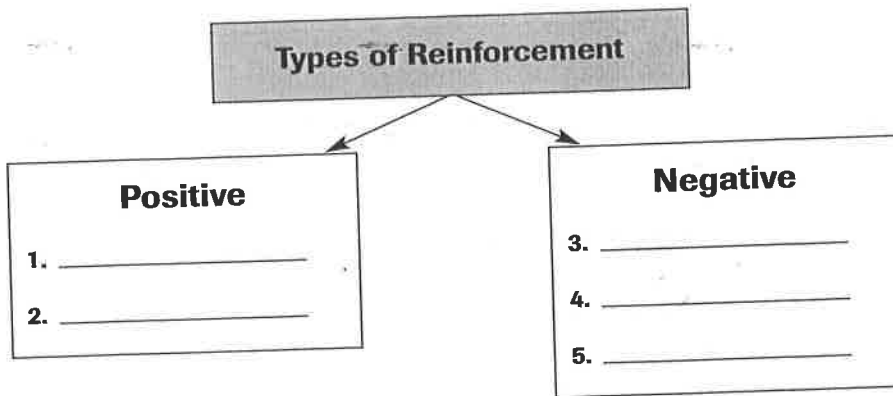 Types of Reinforcement
Positive
1.
2.
Negative
3.
4.
5.